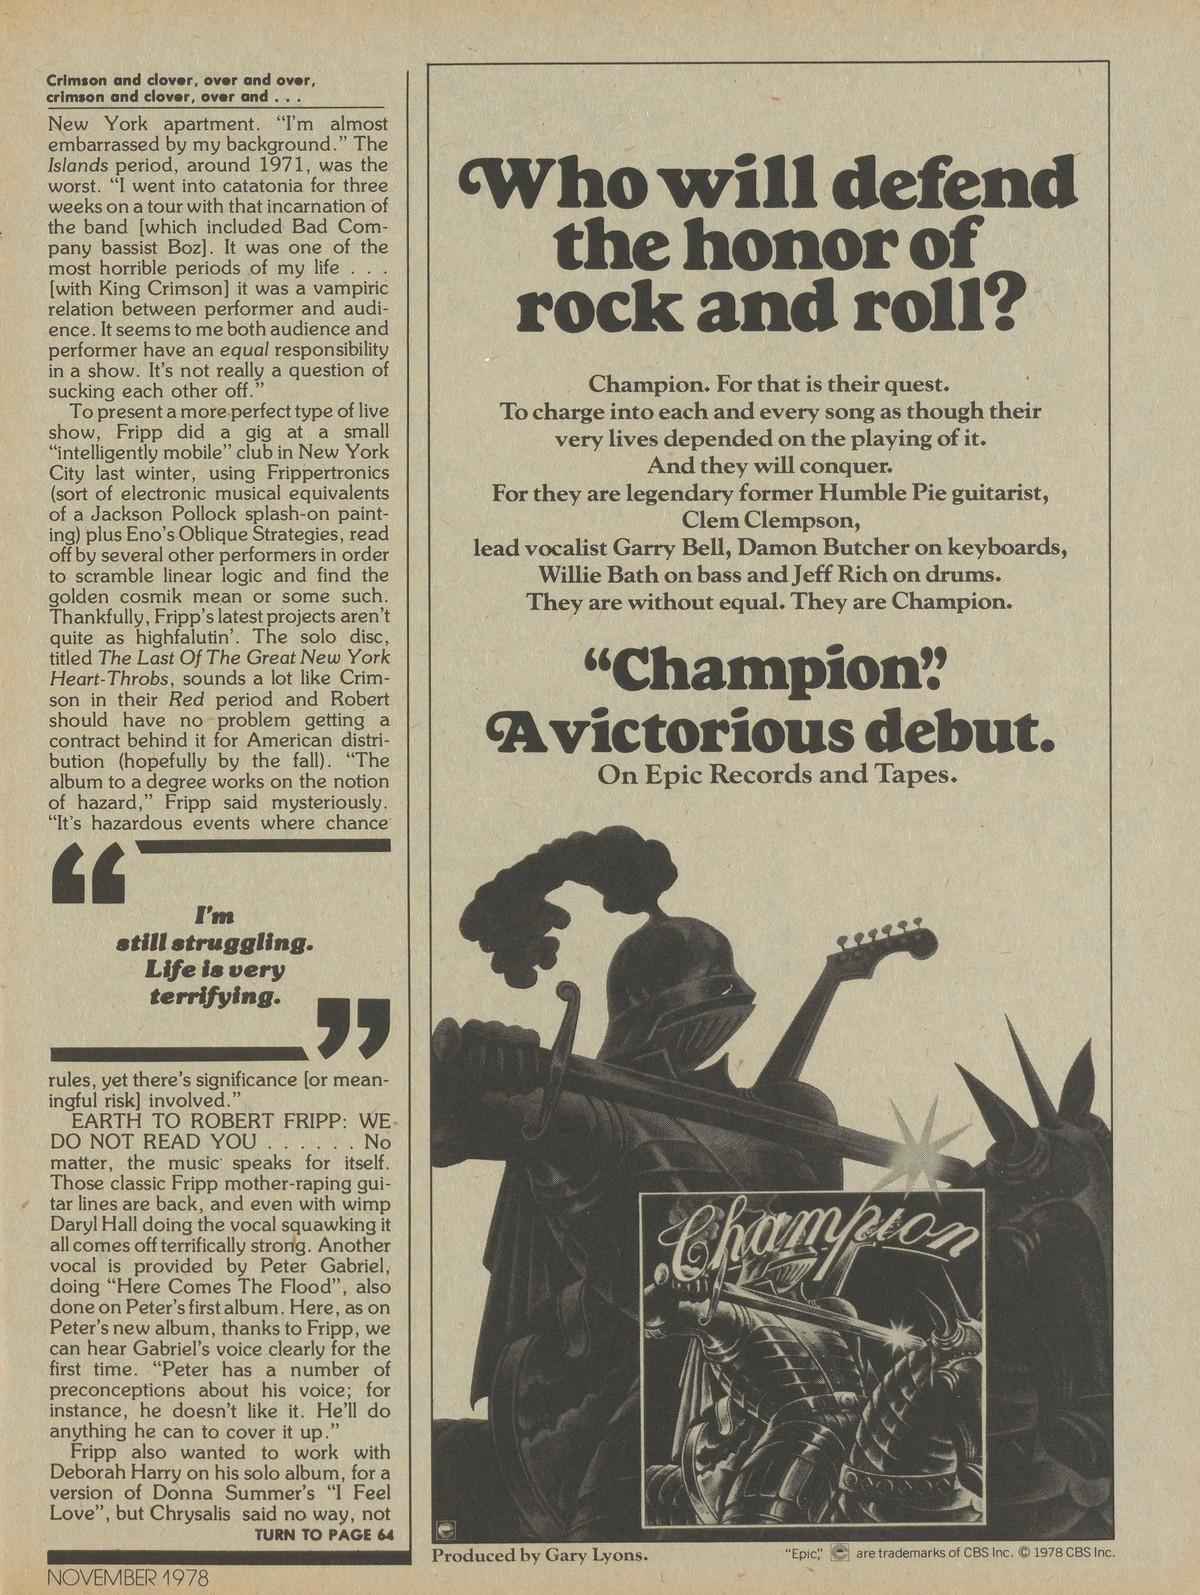 Crimson and clover, over and over,
crimson and clover, over and . . .
New York apartment. “I’m almost
embarrassed by my background.” The
Islands period, around 1971, was the
worst. “I went into catatonia for three
weeks on a tour with that incarnation of
the band [which included Bad Com-
pany bassist Boz]. It was one of the
most horrible periods of my life . . .
[with King Crimson] it was a vampiric
relation between performer and audi-
ence. It seems to me both audience and
performer have an equal responsibility
in a show. It’s not really a question of
sucking each other off.”
To present a more perfect type of live
show, Fripp did a gig at a small
“intelligently mobile” club in New York
City last winter, using Frippertronics
(sort of electronic musical equivalents
of a Jackson Pollock splash-on paint-
ing) plus Eno’s Oblique Strategies, read
off by several other performers in order
to scramble linear logic and find the
golden cosmik mean or some such.
Thankfully, Fripp’s latest projects aren’t
quite as highfalutin’. The solo disc,
titled The Last Of The Great New York
Heart-Throbs, sounds a lot like Crim-
son in their Red period and Robert
should have no problem getting a
contract behind it for American distri-
bution (hopefully by the fall). “The
album to a degree works on the notion
of hazard,” Fripp said mysteriously.
“It’s hazardous events where chance
“I’m
still struggling.
Life is very
terrifying.”
rules, yet there’s significance [or mean-
ingful risk] involved.”
EARTH TO ROBERT FRIPP: WE
DO NOT READ YOU . . . . . . No
matter, the music speaks for itself.
Those classic Fripp mother-raping gui-
tar lines are back, and even with wimp
Daryl Hall doing the vocal squawking it
all comes off terrifically strong. Another
vocal is provided by Peter Gabriel,
doing “Here Comes The Flood”, also
done on Peter’s first album. Here, as on
Peter’s new album, thanks to Fripp, we
can hear Gabriel’s voice clearly for the
first time. “Peter has a number of
preconceptions about his voice; for
instance, he doesn’t like it. He’ll do
anything he can to cover it up.”
Fripp also wanted to work with
Deborah Harry on his solo album, for a
version of Donna Summer’s “I Feel
Love”, but Chrysalis said no way, not
TURN TO PAGE 64
NOVEMBER 1978
Who will defend
the honor of
rock and roll?
Champion. For that is their quest.
To charge into each and every song as though their
very lives depended on the playing of it.
And they will conquer.
For they are legendary former Humble Pie guitarist,
Clem Clempson,
lead vocalist Garry Bell, Damon Butcher on keyboards,
Willie Bath on bass and Jeff Rich on drums.
They are without equal. They are Champion.
“Champion.”
A victorious debut.
On Epic Records and Tapes.
Champion
Produced by Gary Lyons.
“Epic,” are trademarks of CBS Inc. © 1978 CBS Inc.